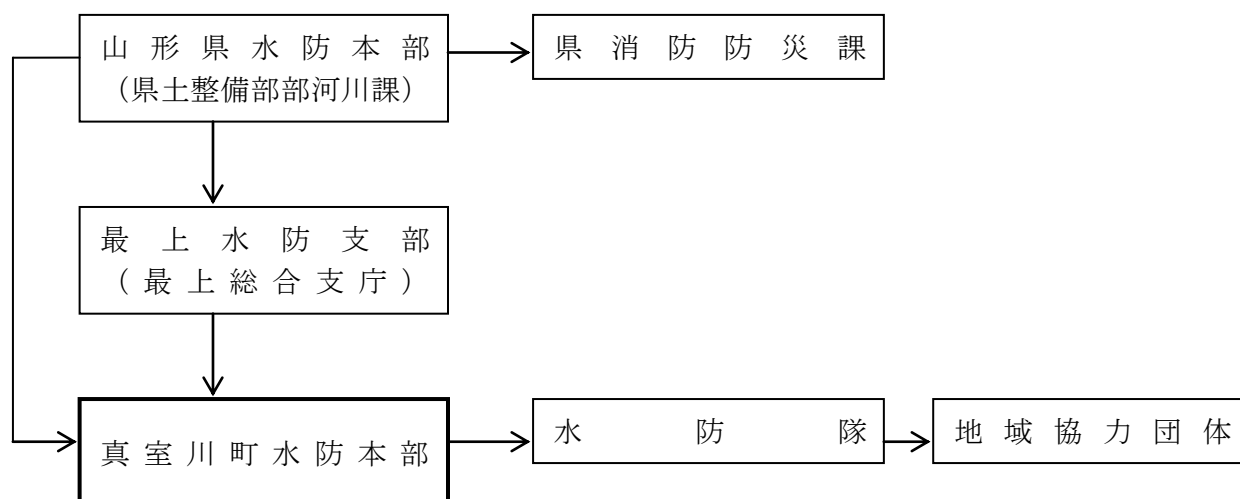 山形県水防本部
(県土整備部部河川課)
県消防防災課
最上水防支部
(最上総合支庁)
真室川町水防本部
水防隊
地域協力団体